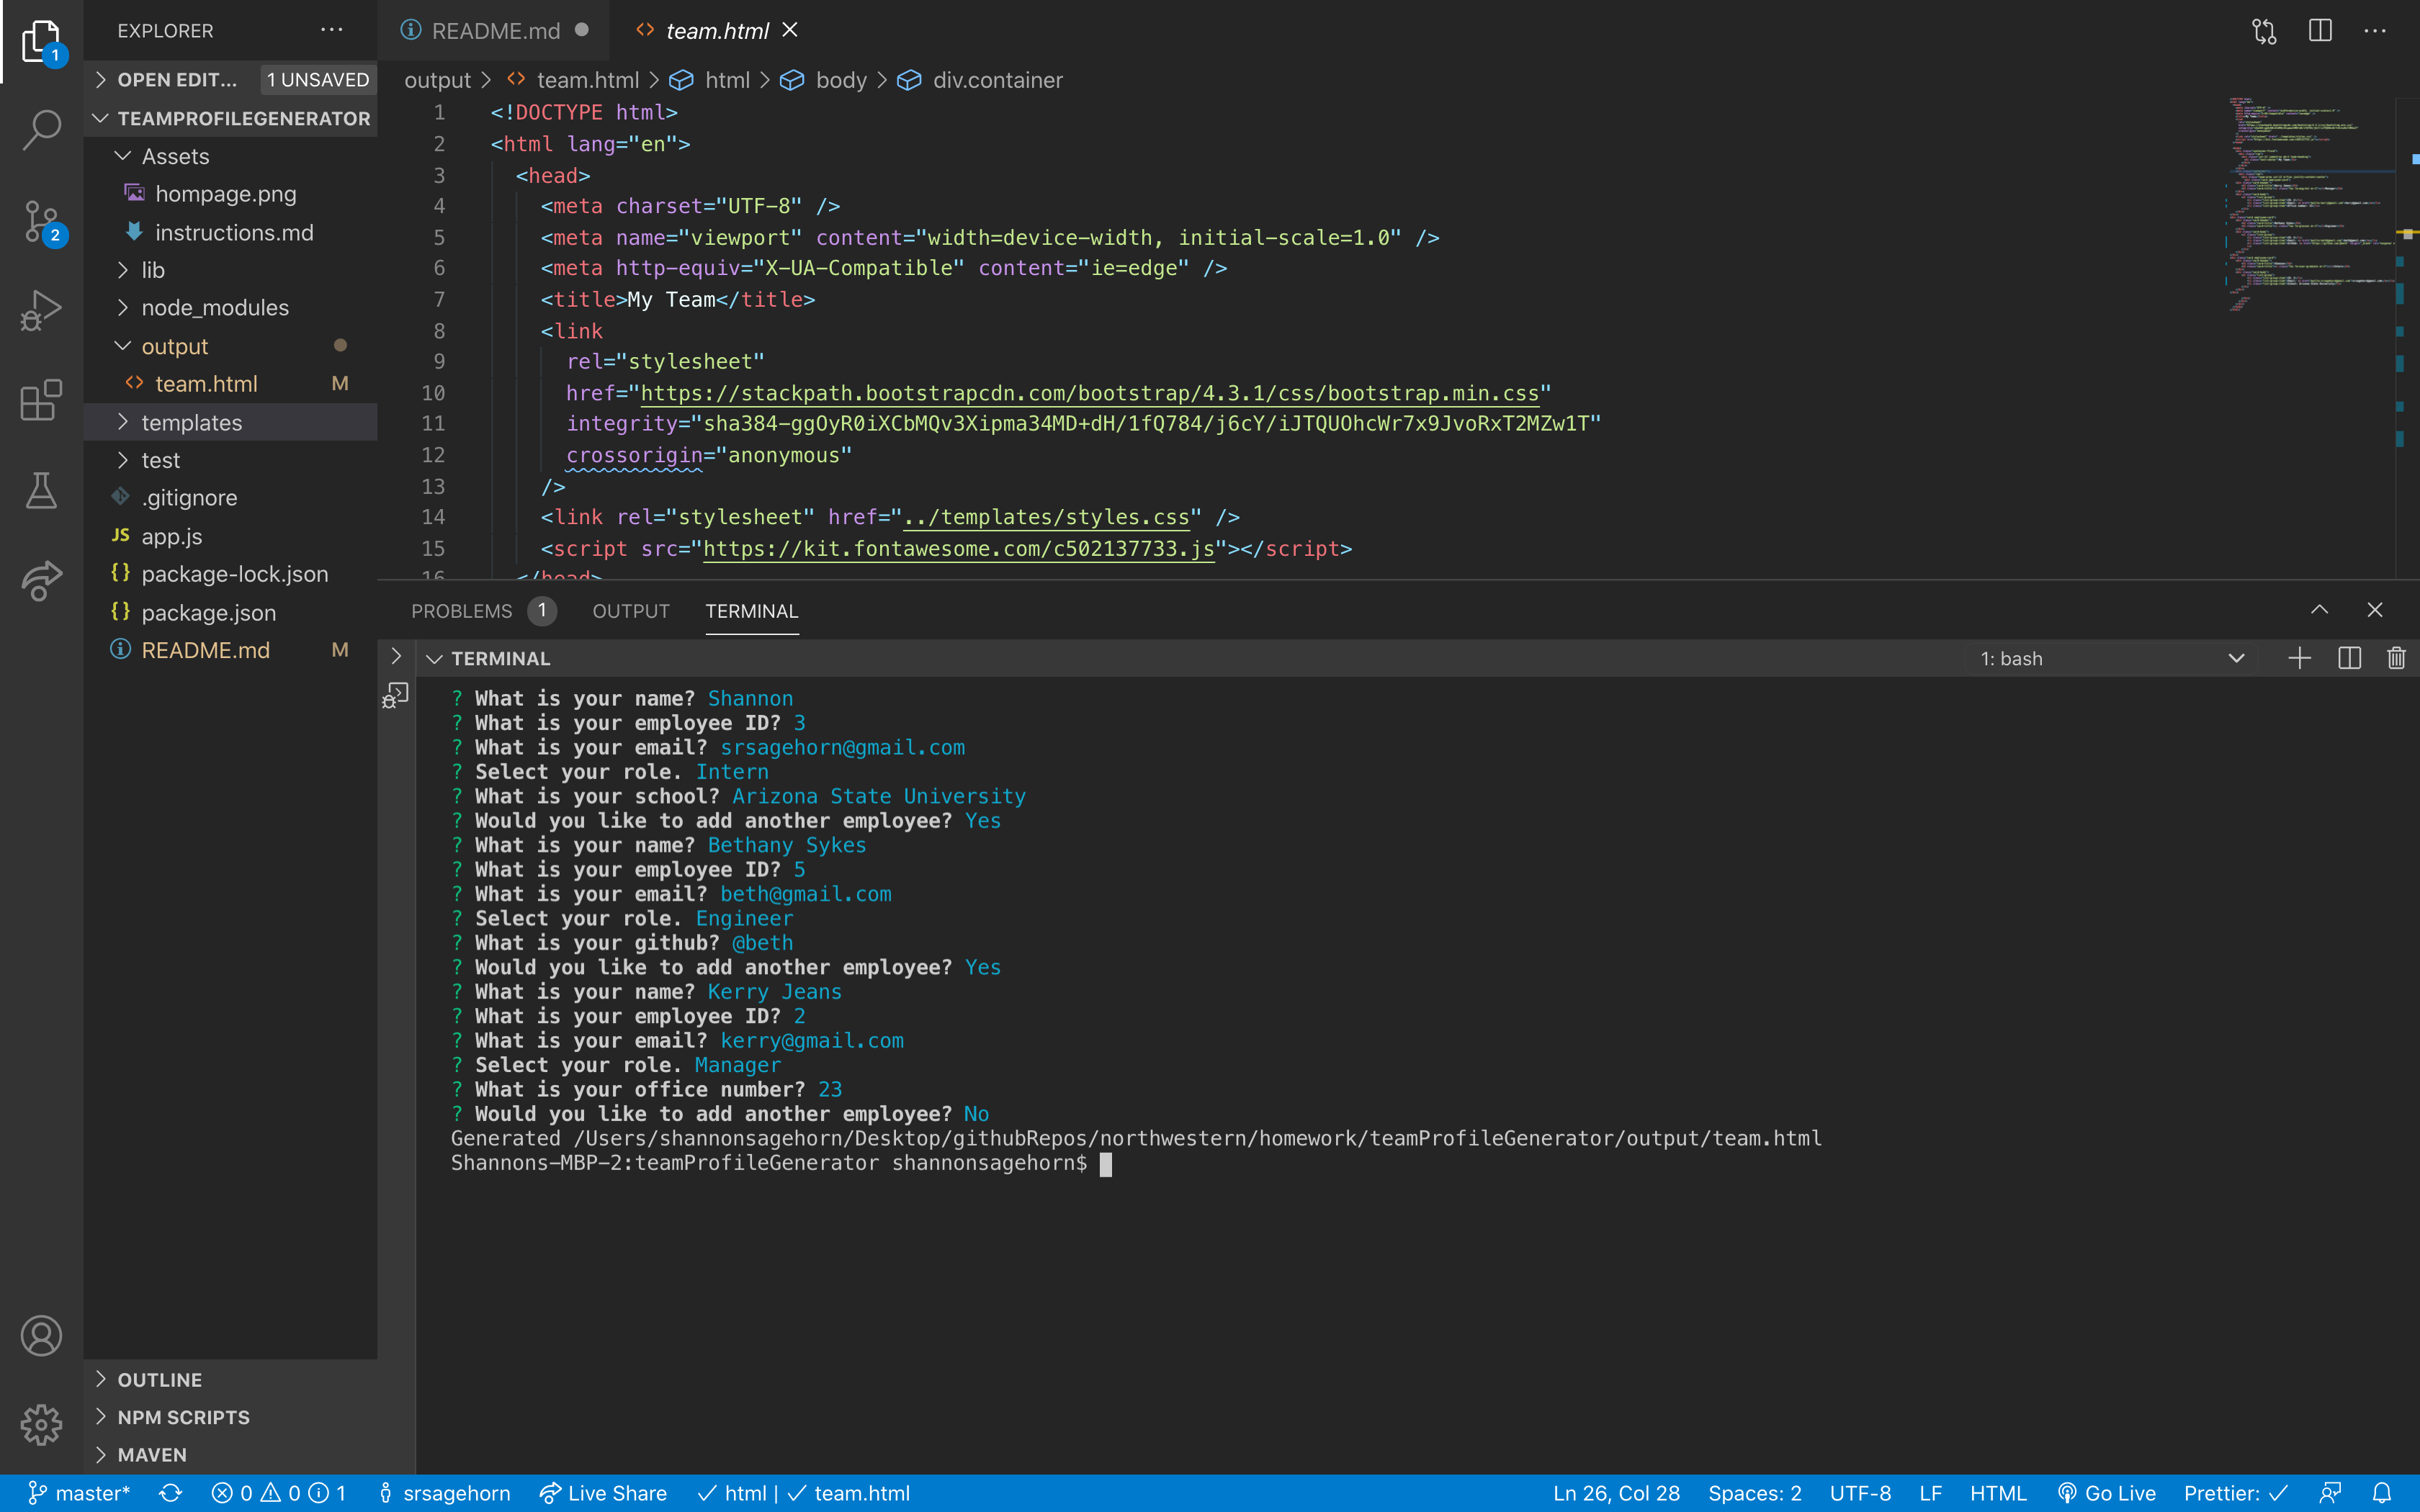 1
2
EXPLORER
OPEN EDIT... 1 UNSAVED
TEAMPROFILEGENERATOR
Assets
hompage.png
instructions.md
lib
node_modules
output
team.html M
templates
test
.gitignore
JS app.js
{} package-lock.json
{} package.json
README.md M
OUTLINE
NPM SCRIPTS
MAVEN
README.md
team.html
output > team.html > html > body > div.container
1 <!DOCTYPE html>
2 <html lang="en">
3 <head>
4 <meta charset="UTF-8" />
5 <meta name="viewport" content="width=device-width, initial-scale=1.0" />
6 <meta http-equiv="X-UA-Compatible" content="ie=edge" />
7 <title>My Team</title>
8 <link
9 rel="stylesheet"
10 href="https://stackpath.bootstrapcdn.com/bootstrap/4.3.1/css/bootstrap.min.css"
11 integrity="sha384-ggOyR0iXCbMQv3Xipma34MD+dH/1fQ784/j6cY/iJTQUOhcWr7x9JvoRxT2MZw1T"
12 crossorigin="anonymous"
13 />
14 <link rel="stylesheet" href="../templates/styles.css" />
15 <script src="https://kit.fontawesome.com/c502137733.js"></script>
16 </head>
PROBLEMS 1 OUTPUT TERMINAL
TERMINAL 1: bash
? What is your name? Shannon
? What is your employee ID? 3
? What is your email? srsagehorn@gmail.com
? Select your role. Intern
? What is your school? Arizona State University
? Would you like to add another employee? Yes
? What is your name? Bethany Sykes
? What is your employee ID? 5
? What is your email? beth@gmail.com
? Select your role. Engineer
? What is your github? @beth
? Would you like to add another employee? Yes
? What is your name? Kerry Jeans
? What is your employee ID? 2
? What is your email? kerry@gmail.com
? Select your role. Manager
? What is your office number? 23
? Would you like to add another employee? No
Generated /Users/shannonsagehorn/Desktop/githubRepos/northwestern/homework/teamProfileGenerator/output/team.html
Shannons-MBP-2:teamProfileGenerator shannonsagehorn$
master* 0 0 1 srsagehorn Live Share html | team.html Ln 26, Col 28 Spaces: 2 UTF-8 LF HTML Go Live Prettier: